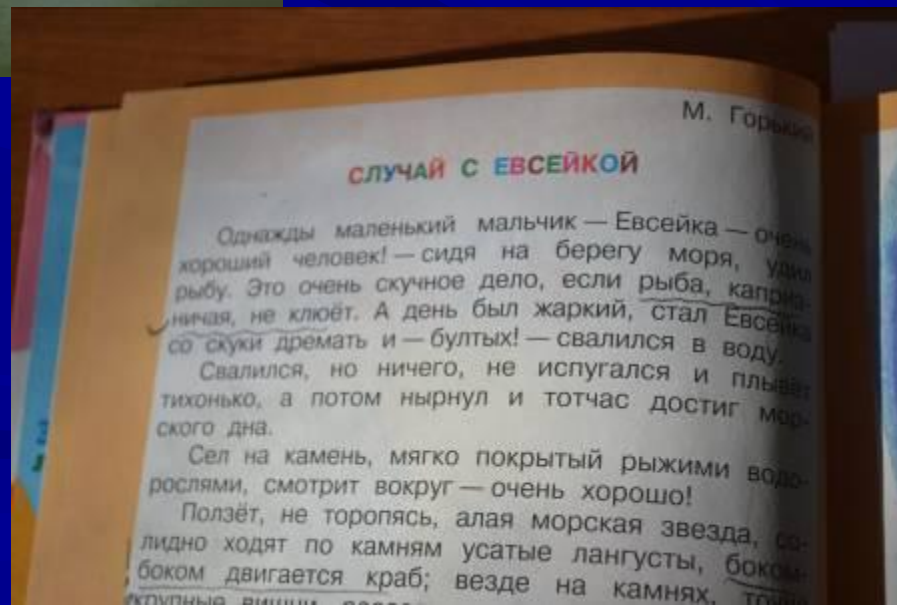 М. Горький
СЛУЧАЙ С ЕВСЕЙКОЙ
Однажды маленький мальчик — Евсейка — очень
хороший человек! — сидя на берегу моря, удил
рыбу. Это очень скучное дело, если рыба, каприз-
ничая, не клюёт. А день был жаркий, стал Евсейка
со скуки дремать и — бултых! — свалился в воду.
Свалился, но ничего, не испугался и плывёт
тихонько, а потом нырнул и тотчас достиг мор-
ского дна.
Сел на камень, мягко покрытый рыжими водо-
рослями, смотрит вокруг — очень хорошо!
Ползёт, не торопясь, алая морская звезда, со-
лидно ходят по камням усатые лангусты, боком-
боком двигается краб; везде на камнях, точно
крупные вишни,